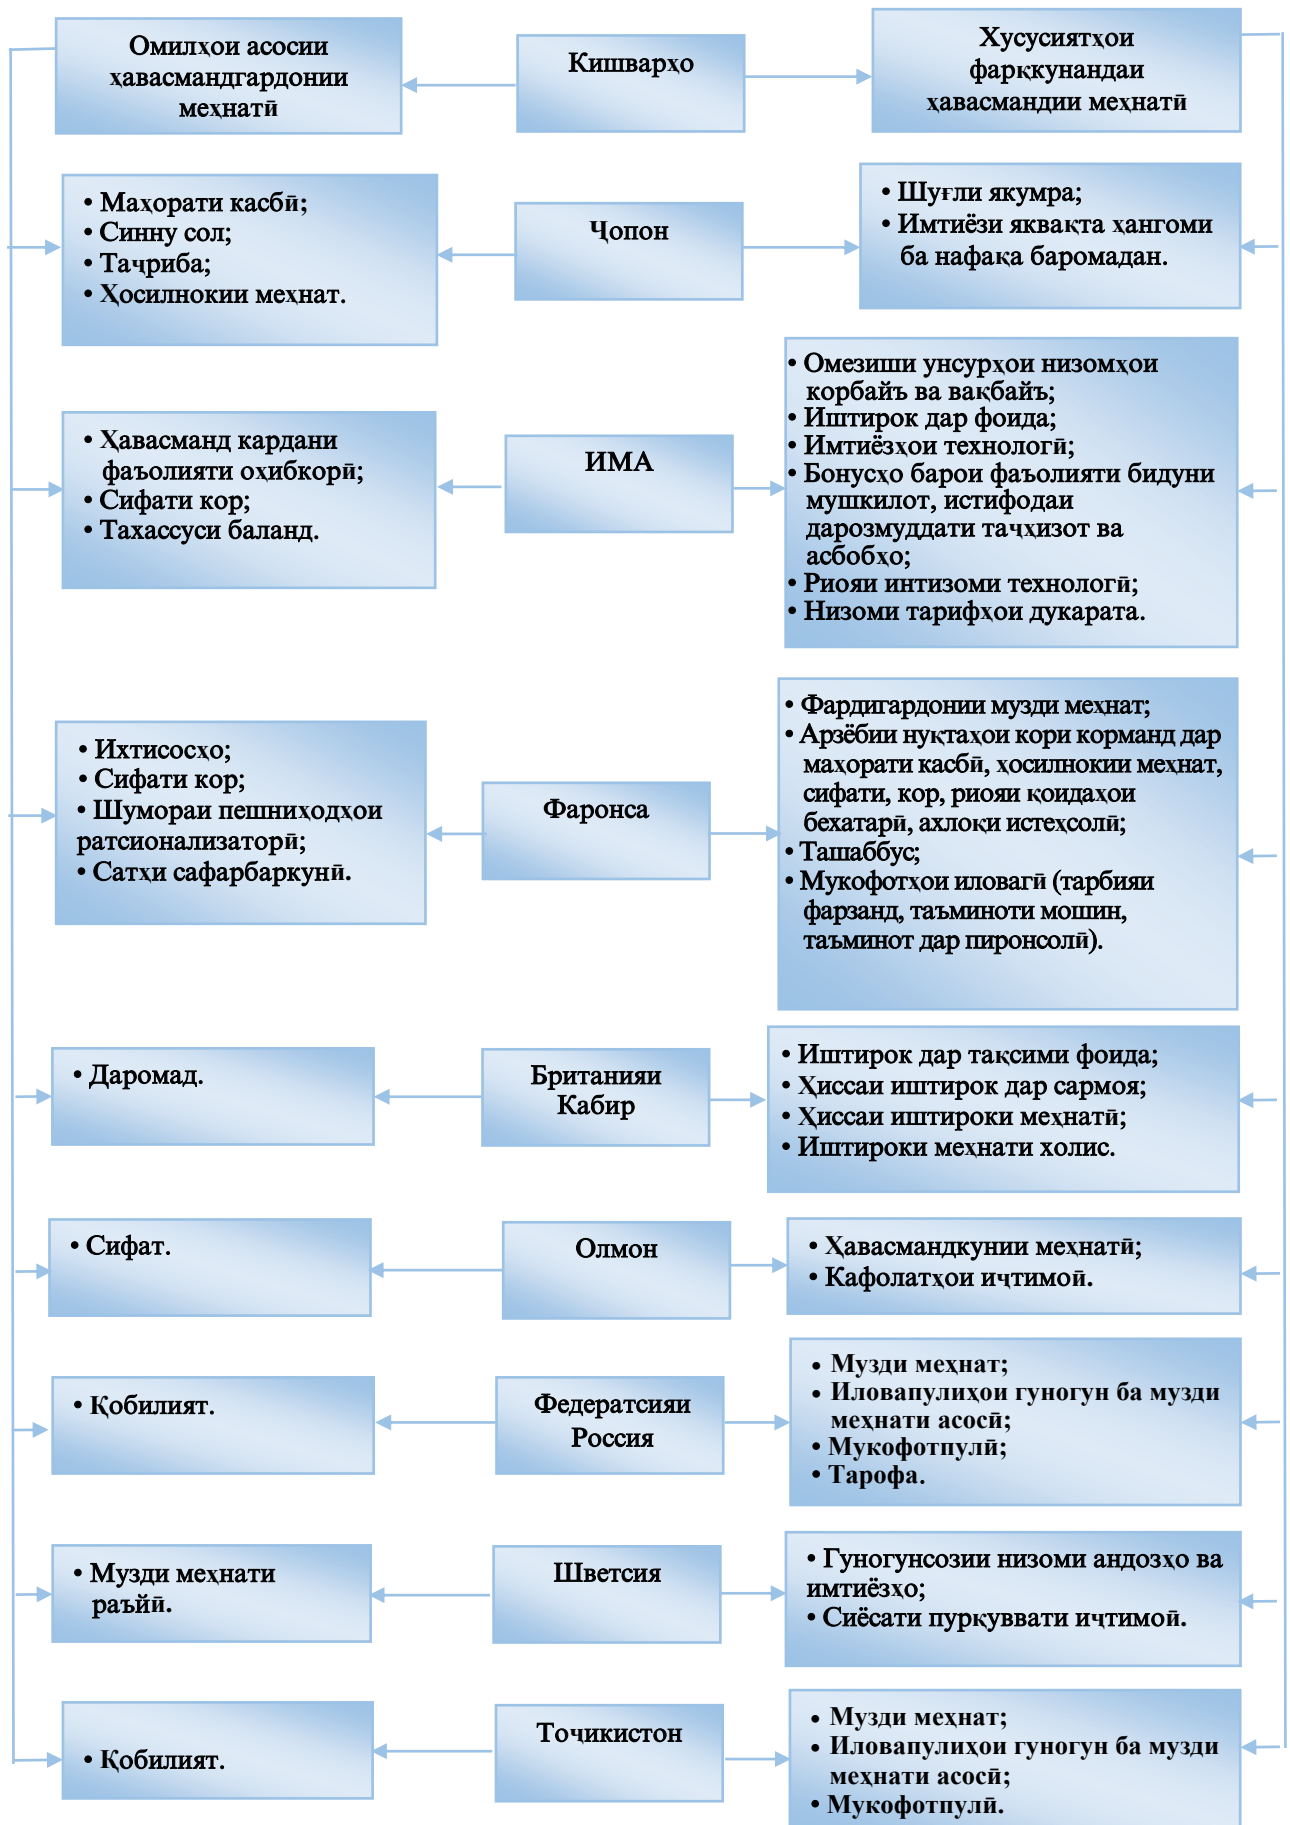 Омилҳои асосии
ҳавасмандгардонии
меҳнатӣ
Кишварҳо
Хусусиятҳои
фарққунандаи
ҳавасмандии меҳнатӣ
• Маҳорати касбӣ;
• Синну сол;
• Таҷриба;
• Ҳосилнокии меҳнат.
Ҷопон
• Шуғли якумра;
• Имтиёзи яквақта ҳангоми
ба нафақа баромадан.
• Ҳавасманд кардани
фаъолияти оҳибкорӣ;
• Сифати кор;
• Тахассуси баланд.
ИМА
• Омезиши унсурҳои низомҳои
корбайъ ва вақбайъ;
• Иштирок дар фоида;
• Имтиёзҳои технологӣ;
• Бонусҳо барои фаъолияти бидуни
мушкилот, истифодаи
дарозмуддати таҷҳизот ва
асбобҳо;
• Риояи интизоми технологӣ;
• Низоми тарифҳои дукарата.
• Ихтисосҳо;
• Сифати кор;
• Шумораи пешниҳодҳои
ратсионализаторӣ;
• Сатҳи сафарбаркунӣ.
Фаронса
• Фардигардонии музди меҳнат;
• Арзёбии нуқтаҳои кори корманд дар
маҳорати касбӣ, ҳосилнокии меҳнат,
сифати, кор, риояи қоидаҳои
бехатарӣ, ахлоқи истеҳсолӣ;
• Ташаббус;
• Мукофотҳои иловагӣ (тарбияи
фарзанд, таъминоти мошин,
таъминот дар пиронсолӣ).
• Даромад.
Британияи
Кабир
• Иштирок дар тақсими фоида;
• Ҳиссаи иштирок дар сармоя;
• Ҳиссаи иштироки меҳнатӣ;
• Иштироки меҳнати холис.
• Сифат.
Олмон
• Ҳавасмандкунии меҳнатӣ;
• Кафолатҳои иҷтимоӣ.
• Қобилият.
Федератсияи
Россия
• Музди меҳнат;
• Иловапулиҳои гуногун ба музди
меҳнати асосӣ;
• Мукофотпулӣ;
• Тарофа.
• Музди меҳнати
раъйӣ.
Шветсия
• Гуногунсозии низоми андозҳо ва
имтиёзҳо;
• Сиёсати пурқуввати иҷтимоӣ.
• Қобилият.
Тоҷикистон
• Музди меҳнат;
• Иловапулиҳои гуногун ба музди
меҳнати асосӣ;
• Мукофотпулӣ.